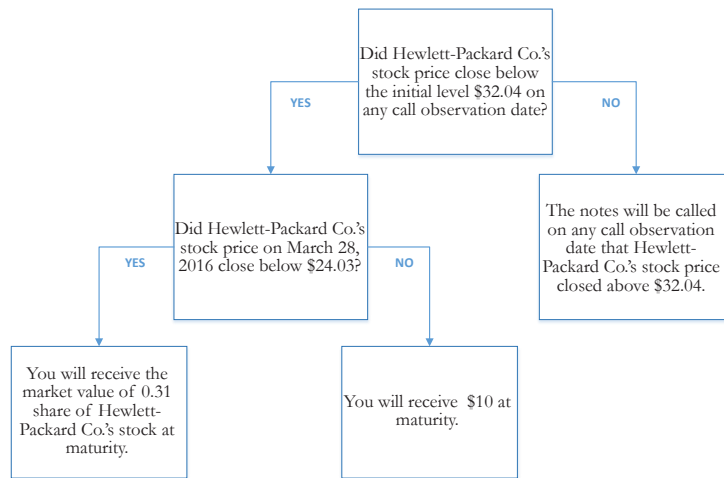 Did Hewlett-Packard Co.'s
stock price close below
the initial level $32.04 on
any call observation date?
YES
NO
Did Hewlett-Packard Co.'s
stock price on March 28,
2016 close below $24.03?
The notes will be called
on any call observation
date that Hewlett-
Packard Co.'s stock price
closed above $32.04.
YES
NO
You will receive the
market value of 0.31
share of Hewlett-
Packard Co.'s stock at
maturity.
You will receive $10 at
maturity.